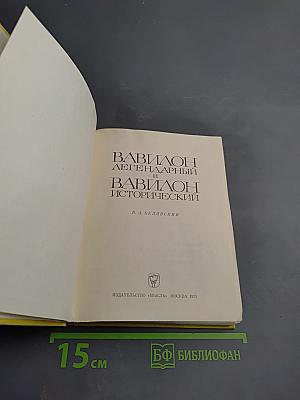 ВАВИЛОН
ЛЕГЕНДАРНЫЙ
И
ВАВИЛОН
ИСТОРИЧЕСКИЙ
В. А. БЕЛЯВСКИЙ
ИЗДАТЕЛЬСТВО «МЫСЛЬ» МОСКВА 1971
15 см
БФ БИБЛИОФАН